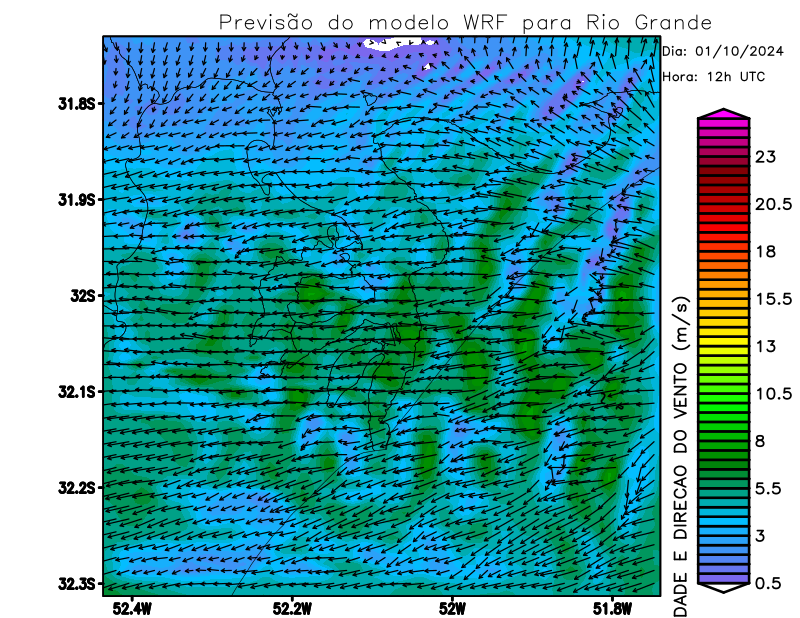 Previsão do modelo WRF para Rio Grande
Dia: 01/10/2024
Hora: 12h UTC
31.8S
31.9S
32S
32.1S
32.2S
32.3S
52.4W
52.2W
52W
51.8W
DADE E DIRECAO DO VENTO (m/s)
23
20.5
18
15.5
13
10.5
8
5.5
3
0.5